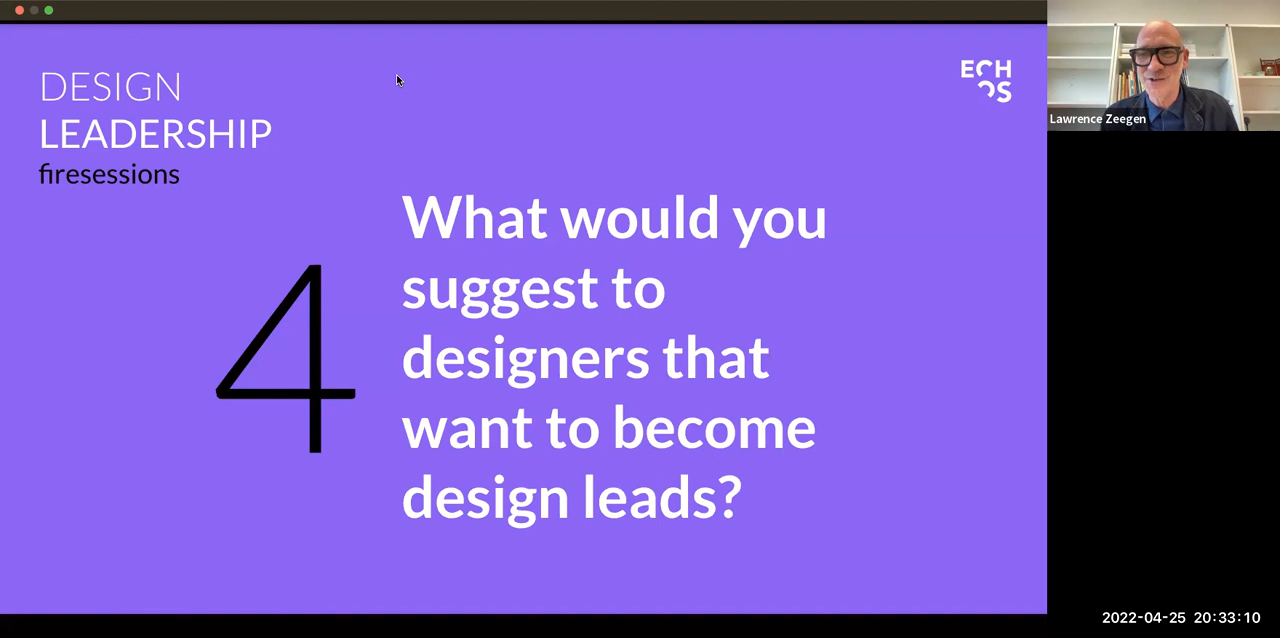 DESIGN
LEADERSHIP
firesessions
ECH
OS
4
What would you
suggest to
designers that
want to become
design leads?
Lawrence Zeegen
2022-04-25 20:33:10